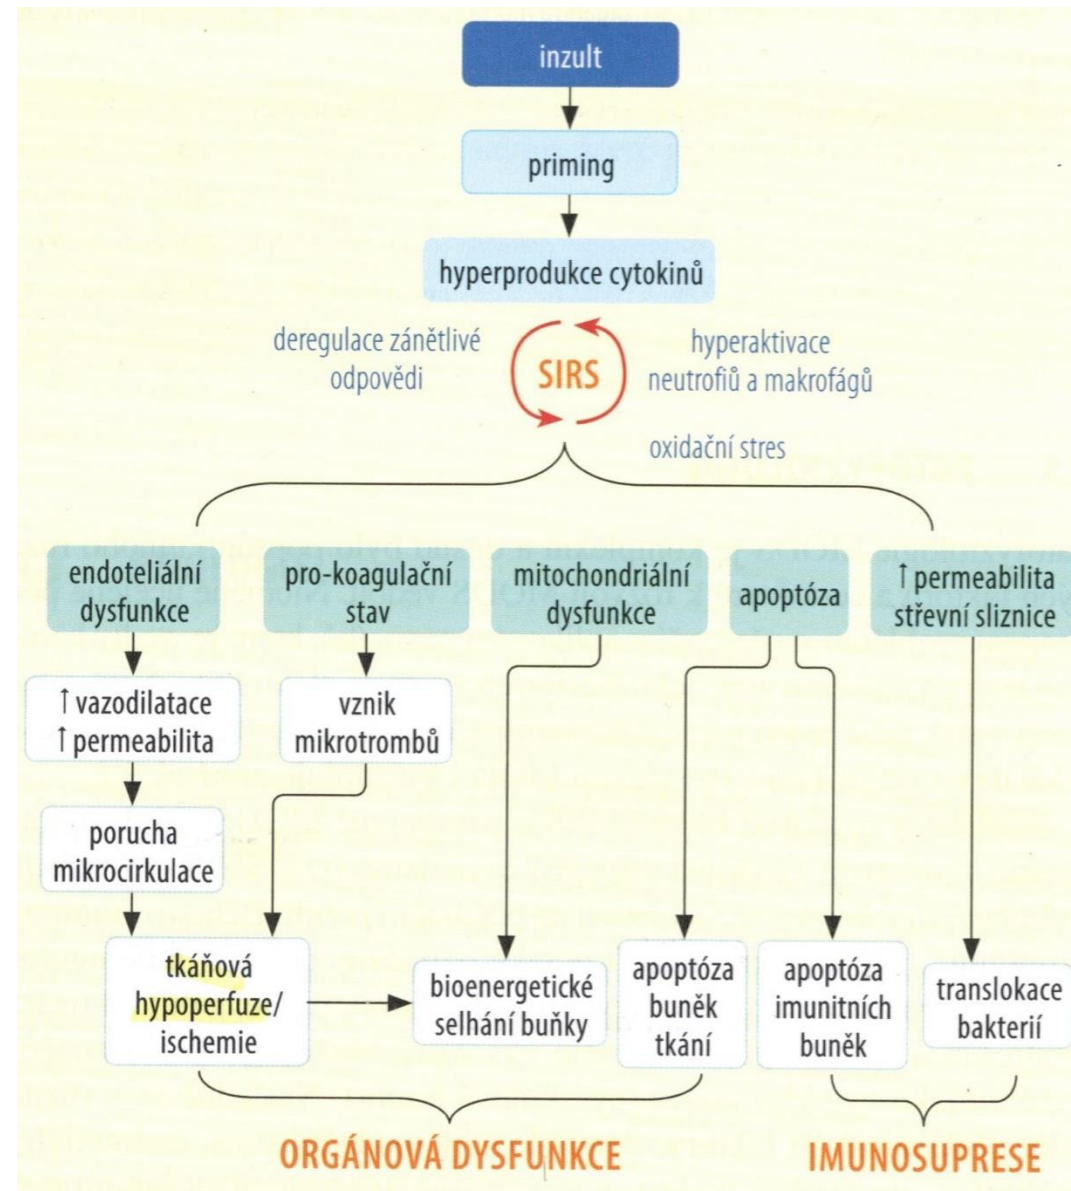 inzult
priming
hyperprodukce cytokinů
deregulace zánětlivé
odpovědi
SIRS
hyperaktivace
neutrofiů a makrofágů
oxidační stres
endoteliální
dysfunkce
pro-koagulační
stav
mitochondriální
dysfunkce
apoptóza
↑ permeabilita
střevní sliznice
↑ vazodilatace
↑ permeabilita
vznik
mikrotrombů
porucha
mikrocirkulace
tkáňová
hypoperfuze/
ischemie
bioenergetické
selhání buňky
apoptóza
buněk
tkání
apoptóza
imunitních
buněk
translokace
bakterií
ORGÁNOVÁ DYSFUNKCE
IMUNOSUPRESE